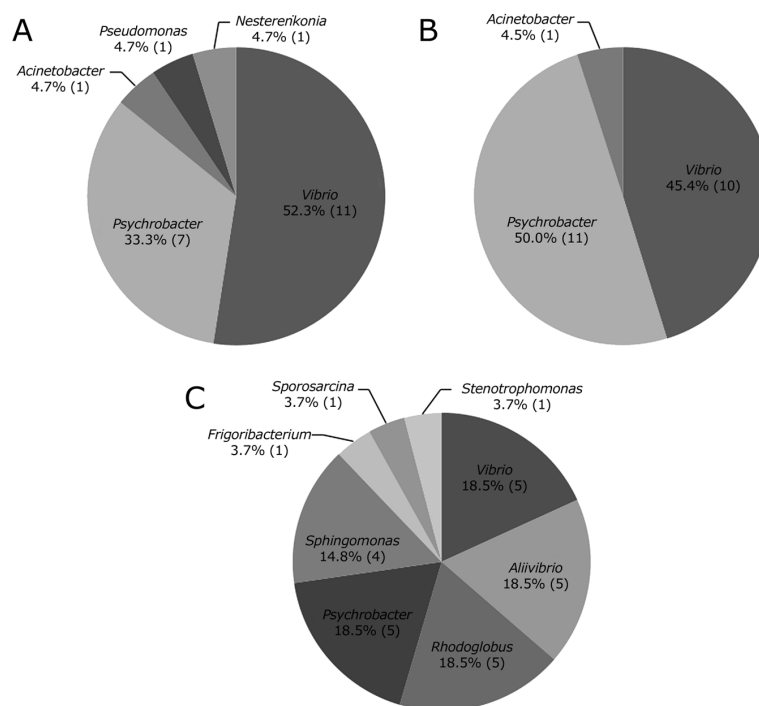 A
Pseudomonas
4.7% (1)
Nesterenkonia
4.7% (1)
Acinetobacter
4.7% (1)
Vibrio
52.3% (11)
Psychrobacter
33.3% (7)
B
Acinetobacter
4.5% (1)
Vibrio
45.4% (10)
Psychrobacter
50.0% (11)
C
Sporosarcina
3.7% (1)
Stenotrophomonas
3.7% (1)
Frigoribacterium
3.7% (1)
Vibrio
18.5% (5)
Sphingomonas
14.8% (4)
Aliivibrio
18.5% (5)
Psychrobacter
18.5% (5)
Rhodoglobus
18.5% (5)